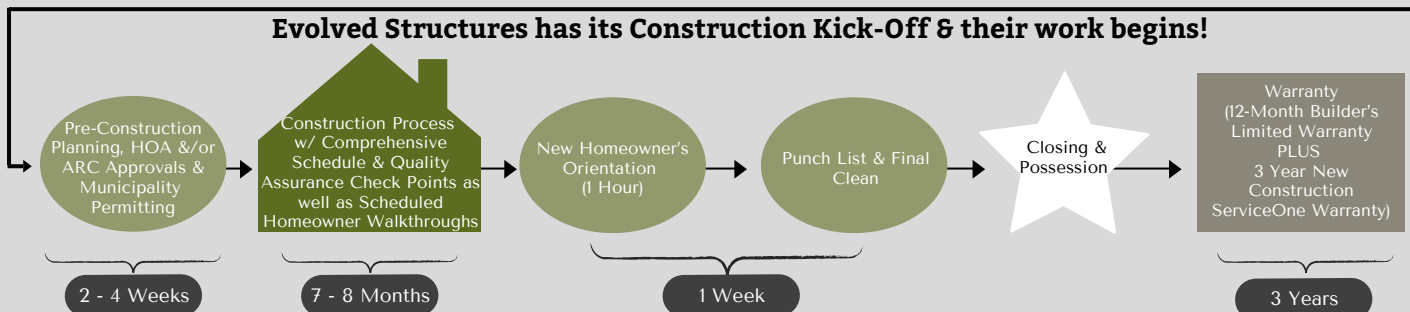 Evolved Structures has its Construction Kick-Off & their work begins!
Pre-Construction
Planning, HOA &/or
ARC Approvals &
Municipality
Permitting
Construction Process
w/ Comprehensive
Schedule & Quality
Assurance Check Points as
well as Scheduled
Homeowner Walkthroughs
New Homeowner's
Orientation
(1 Hour)
Punch List & Final
Clean
Closing &
Possession
Warranty
(12-Month Builder's
Limited Warranty
PLUS
3 Year New
Construction
ServiceOne Warranty)
2 - 4 Weeks
7 - 8 Months
1 Week
3 Years